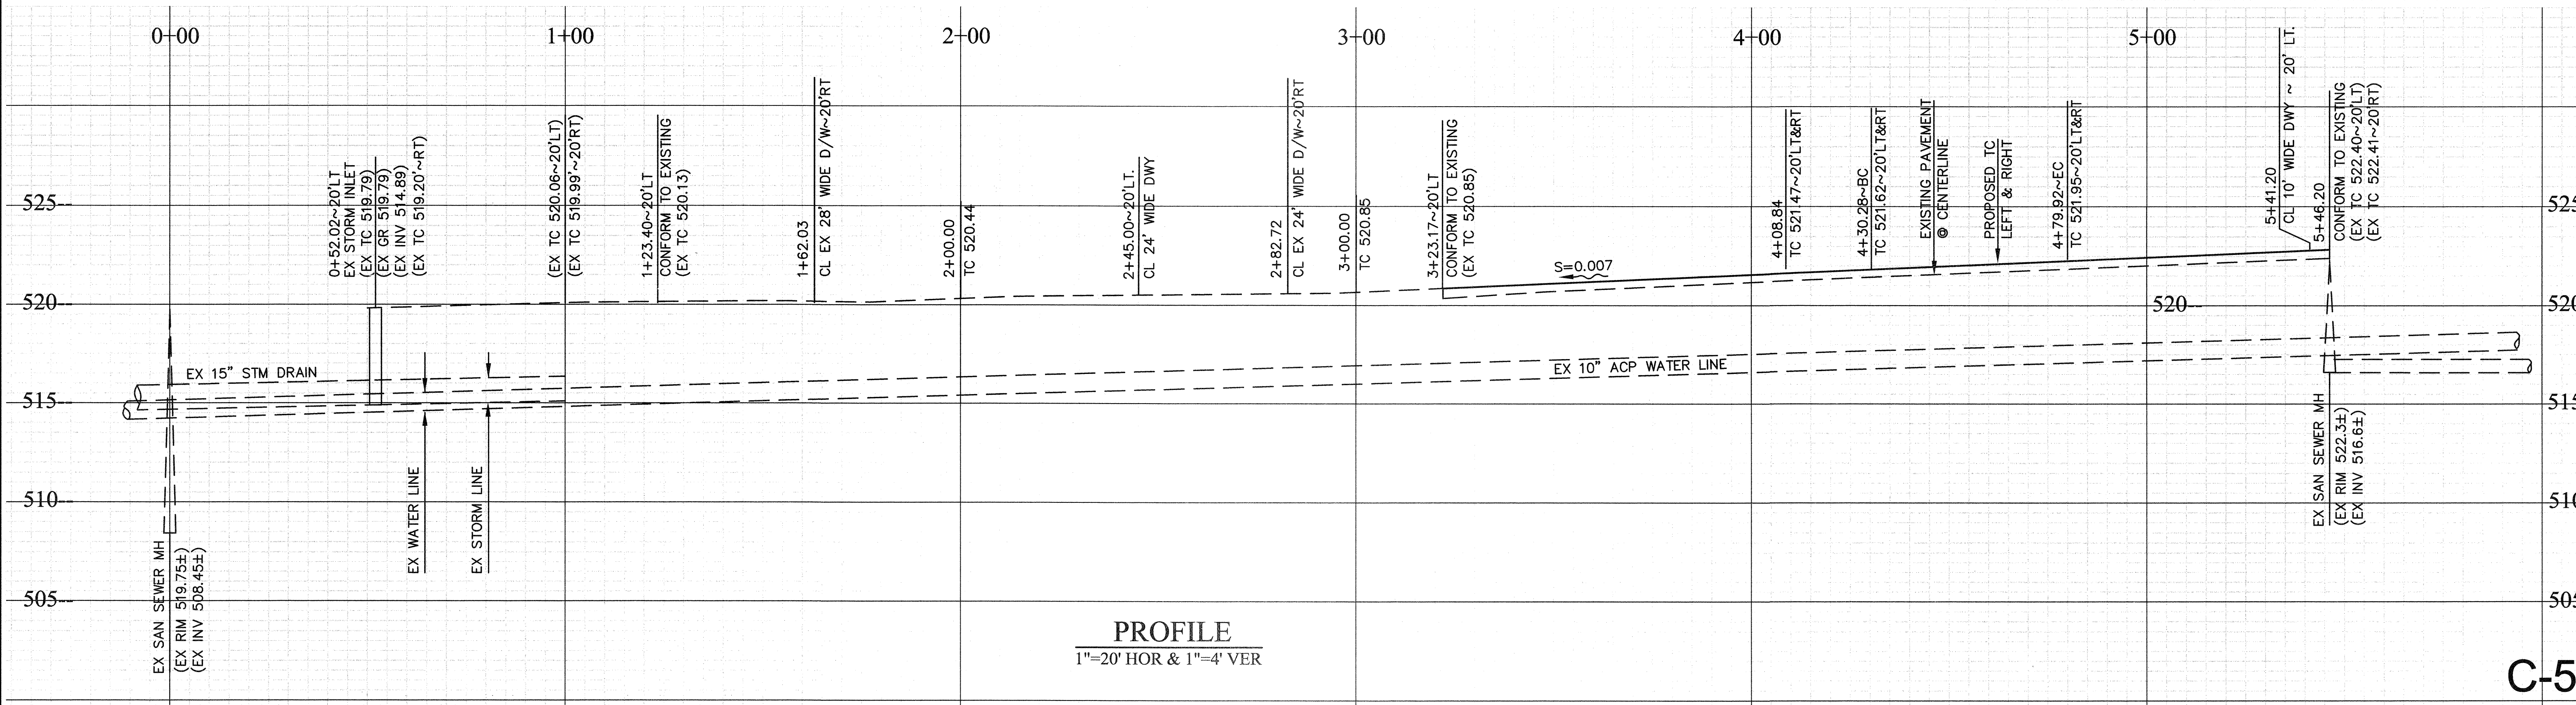 0+00
1+00
2+00
3+00
4+00
5+00
0+52.02~20'LT
EX STORM INLET
(EX TC 519.79)
(EX GR 519.79)
(EX INV 514.89)
(EX TC 519.20'~RT)
(EX TC 520.06~20'LT)
(EX TC 519.99'~20'RT)
1+23.40~20'LT
CONFORM TO EXISTING
(EX TC 520.13)
1+62.03
CL EX 28' WIDE D/W~20'RT
2+00.00
TC 520.44
2+45.00~20'LT.
CL 24' WIDE DWY
2+82.72
CL EX 24' WIDE D/W~20'RT
3+00.00
TC 520.85
3+23.17~20'LT
CONFORM TO EXISTING
(EX TC 520.85)
S=0.007
4+08.84
TC 521.47~20'LT&RT
4+30.28~BC
TC 521.62~20'LT&RT
EXISTING PAVEMENT
@ CENTERLINE
PROPOSED TC
LEFT & RIGHT
4+79.92~EC
TC 521.95~20'LT&RT
5+41.20
CL 10' WIDE DWY ~ 20' LT.
5+46.20
CONFORM TO EXISTING
(EX TC 522.40~20'LT)
(EX TC 522.41~20'RT)
525--
525
520--
520--
520
EX 15" STM DRAIN
EX 10" ACP WATER LINE
515--
515
510--
510
505--
505
EX SAN SEWER MH
(EX RIM 519.75±)
(EX INV 508.45±)
EX WATER LINE
EX STORM LINE
EX SAN SEWER MH
(EX RIM 522.3±)
(EX INV 516.6±)
PROFILE
1"=20' HOR & 1"=4' VER
C-5